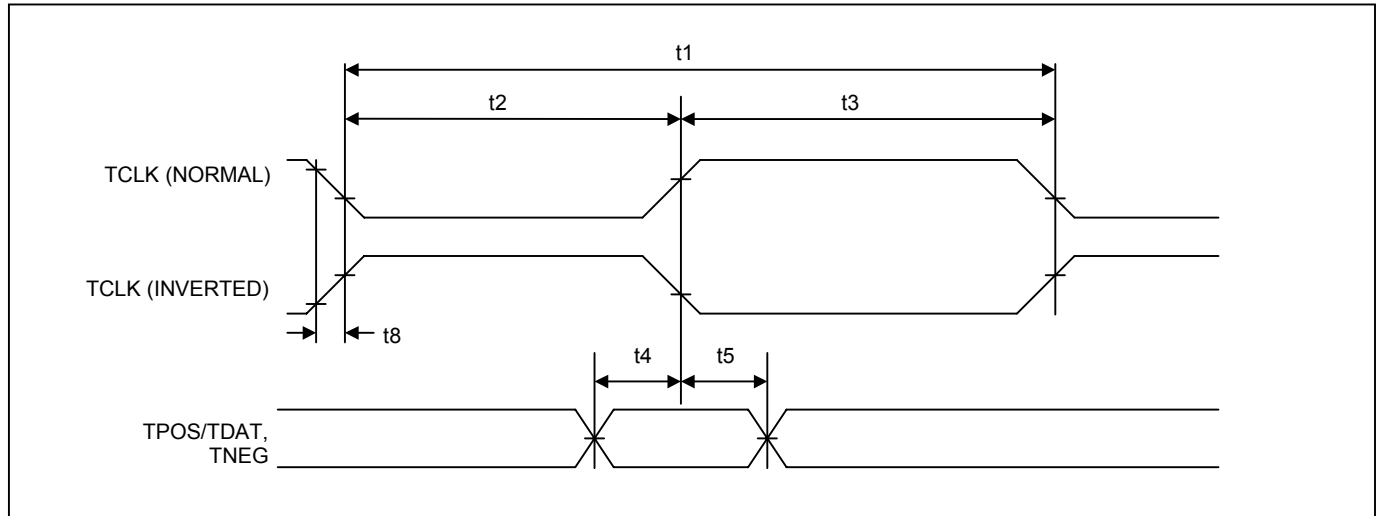 t1
t2
t3
TCLK (NORMAL)
TCLK (INVERTED)
t8
t4
t5
TPOS/TDAT,
TNEG